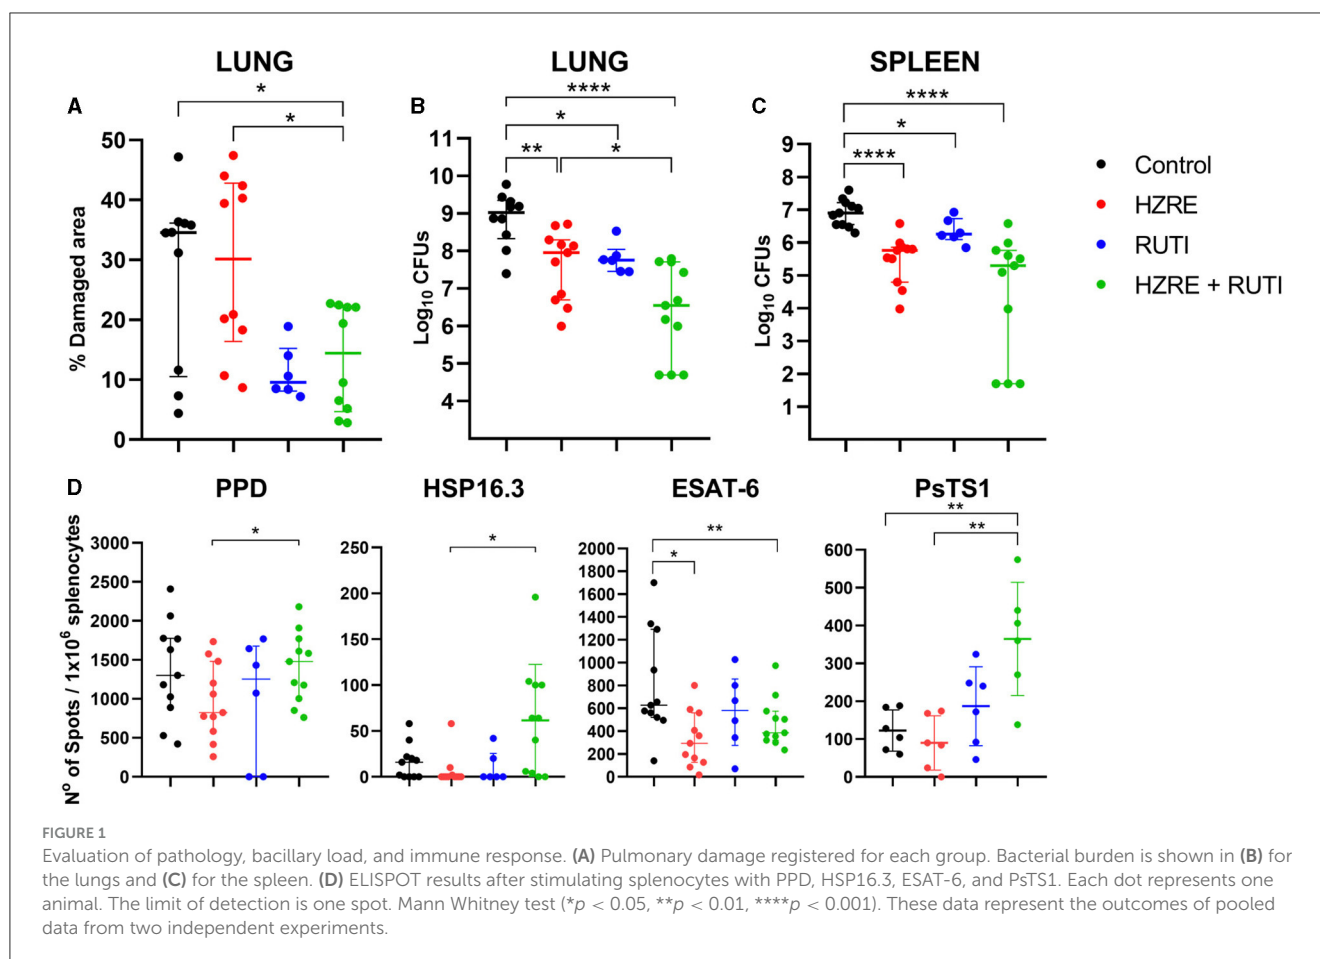 LUNG
LUNG
SPLEEN
A
*
*
50
40
30
20
10
0
% Damaged area
B
****
*
**
*
11
10
9
8
7
6
5
4
Log10 CFUs
C
****
*
****
9
8
7
6
5
4
3
2
1
Log10 CFUs
Control
HZRE
RUTI
HZRE + RUTI
D
PPD
HSP16.3
ESAT-6
PsTS1
Nº of Spots / 1x10⁶ splenocytes
*
3000
2500
2000
1500
1000
500
0
*
250
200
150
100
50
0
**
*
2000
1800
1600
1400
1200
1000
800
600
400
200
0
**
**
600
500
400
300
200
100
0
FIGURE 1
Evaluation of pathology, bacillary load, and immune response. (A) Pulmonary damage registered for each group. Bacterial burden is shown in (B) for
the lungs and (C) for the spleen. (D) ELISPOT results after stimulating splenocytes with PPD, HSP16.3, ESAT-6, and PsTS1. Each dot represents one
animal. The limit of detection is one spot. Mann Whitney test (*p < 0.05, **p < 0.01, ****p < 0.001). These data represent the outcomes of pooled
data from two independent experiments.